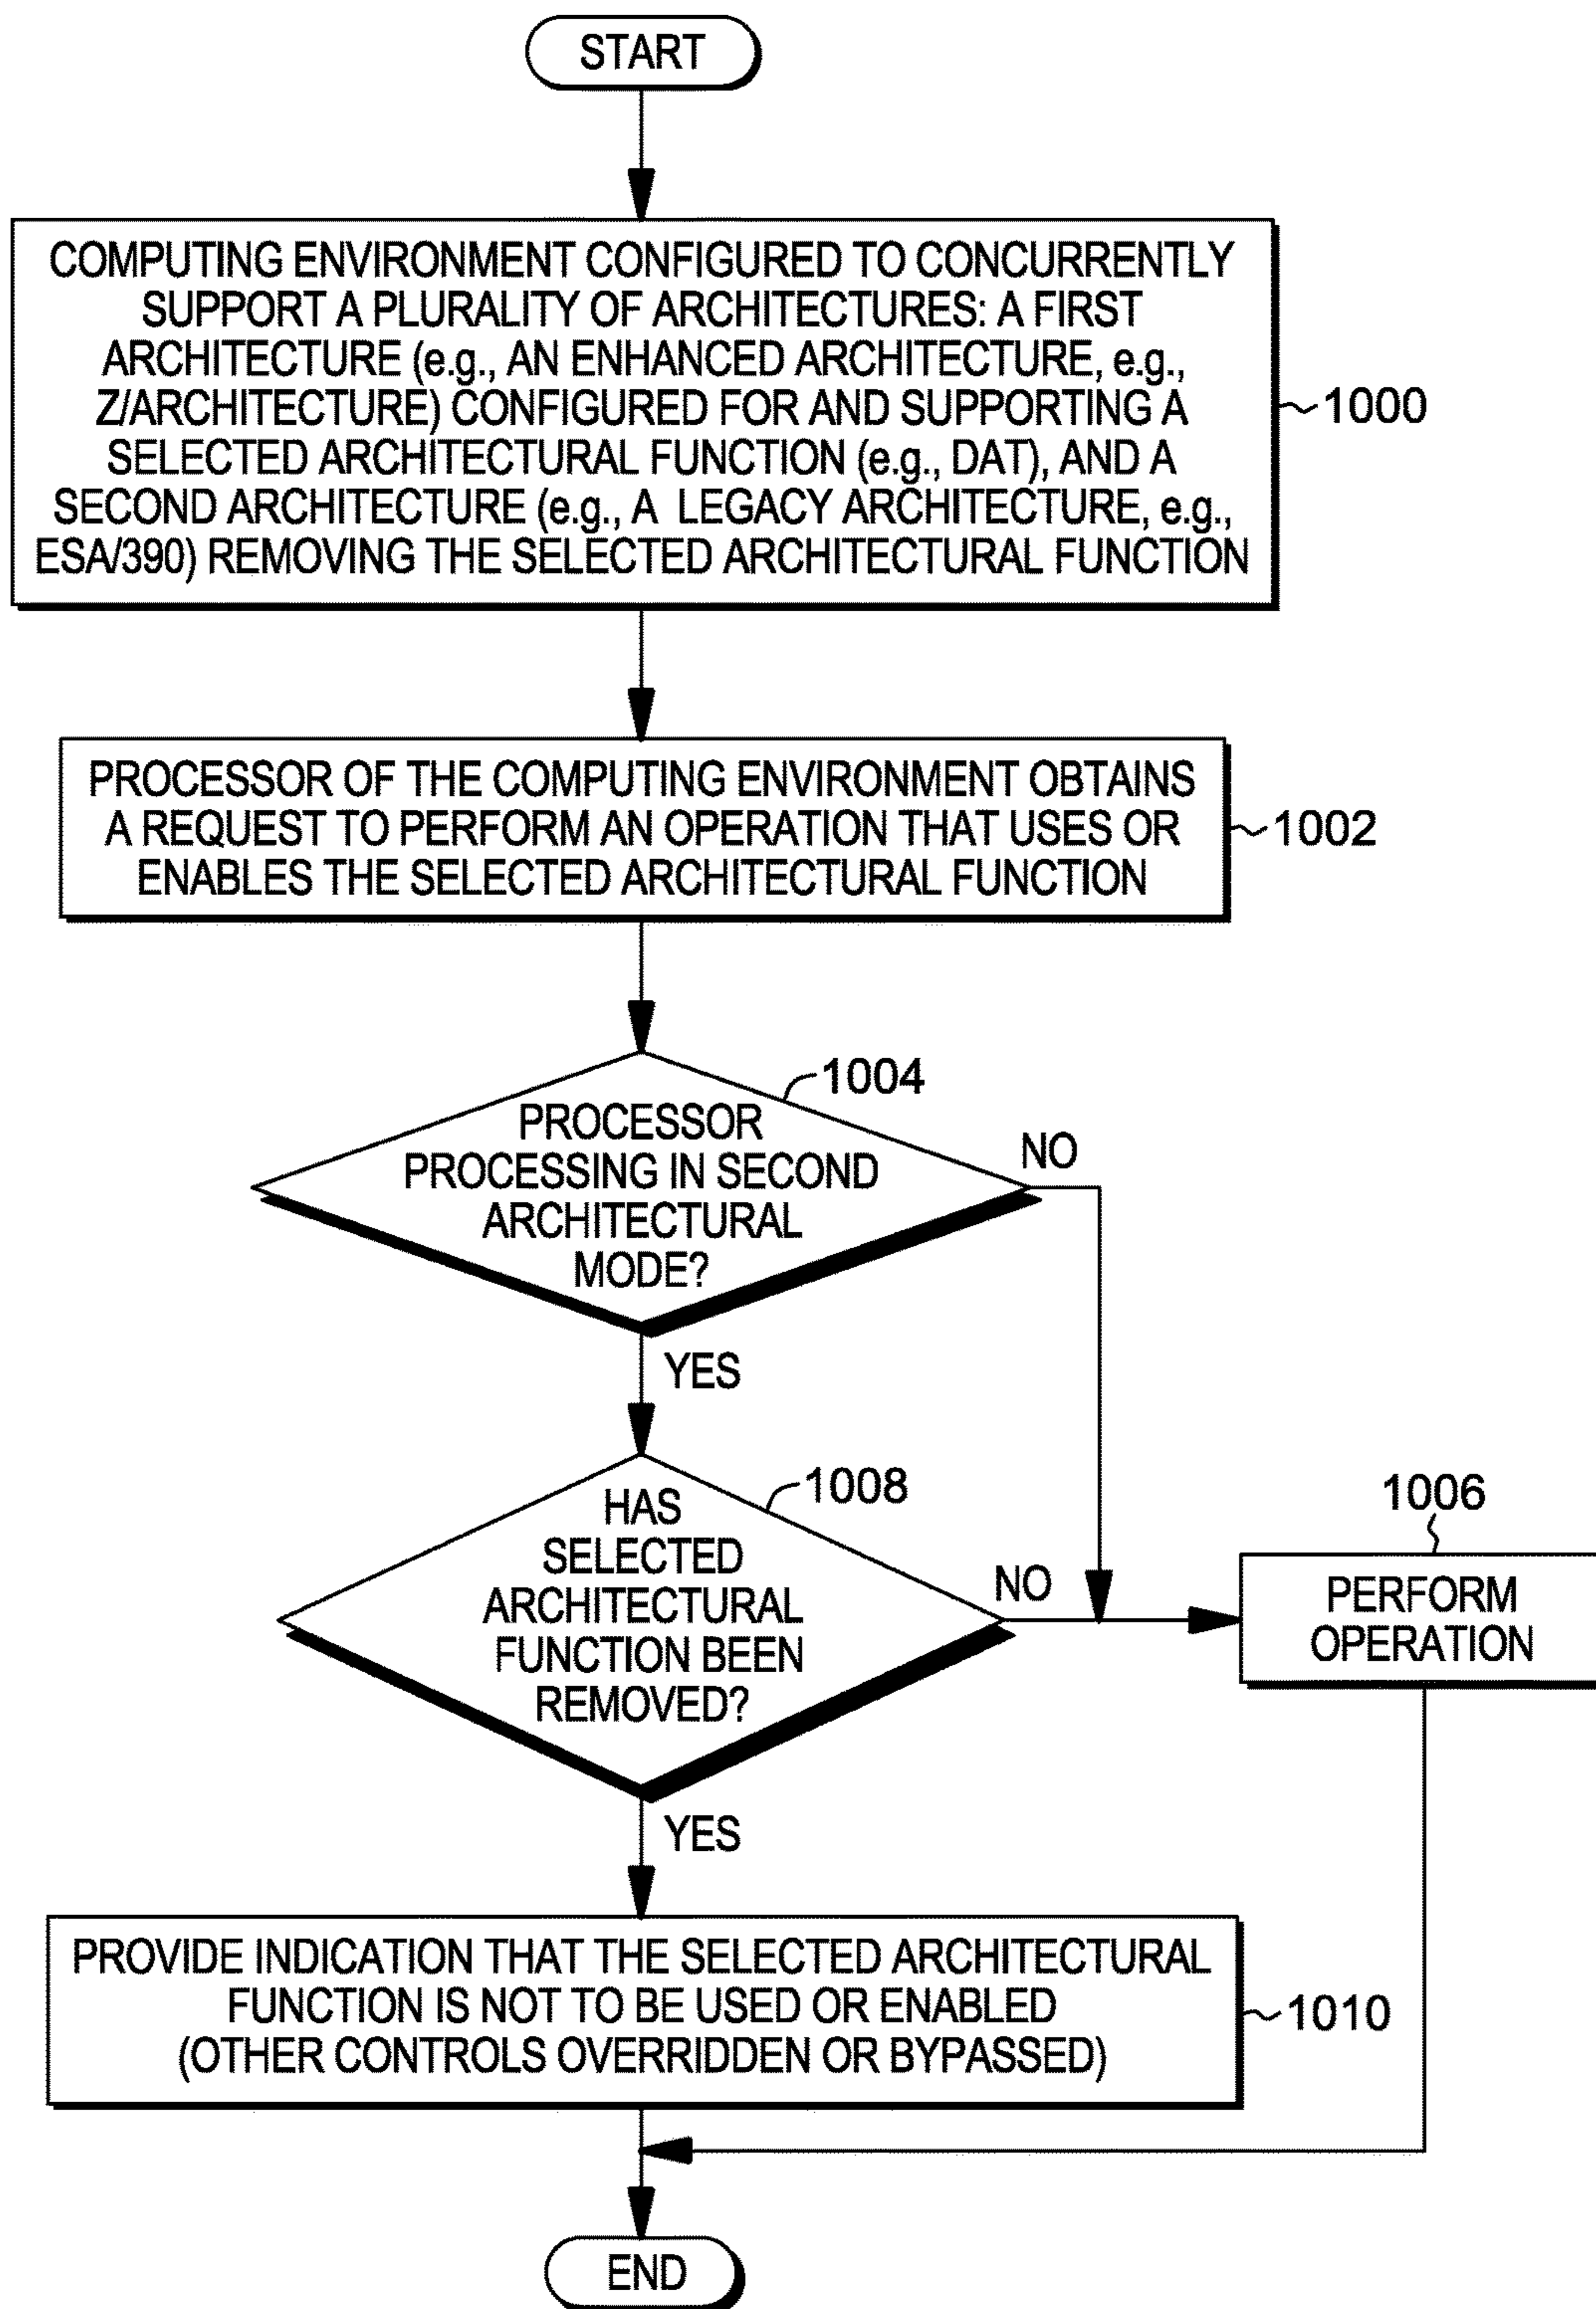 START
COMPUTING ENVIRONMENT CONFIGURED TO CONCURRENTLY
SUPPORT A PLURALITY OF ARCHITECTURES: A FIRST
ARCHITECTURE (e.g., AN ENHANCED ARCHITECTURE, e.g.,
Z/ARCHITECTURE) CONFIGURED FOR AND SUPPORTING A
SELECTED ARCHITECTURAL FUNCTION (e.g., DAT), AND A
SECOND ARCHITECTURE (e.g., A LEGACY ARCHITECTURE, e.g.,
ESA/390) REMOVING THE SELECTED ARCHITECTURAL FUNCTION
1000
PROCESSOR OF THE COMPUTING ENVIRONMENT OBTAINS
A REQUEST TO PERFORM AN OPERATION THAT USES OR
ENABLES THE SELECTED ARCHITECTURAL FUNCTION
1002
1004
PROCESSOR
PROCESSING IN SECOND
ARCHITECTURAL
MODE?
NO
YES
1008
HAS
SELECTED
ARCHITECTURAL
FUNCTION BEEN
REMOVED?
NO
1006
PERFORM
OPERATION
YES
PROVIDE INDICATION THAT THE SELECTED ARCHITECTURAL
FUNCTION IS NOT TO BE USED OR ENABLED
(OTHER CONTROLS OVERRIDDEN OR BYPASSED)
1010
END